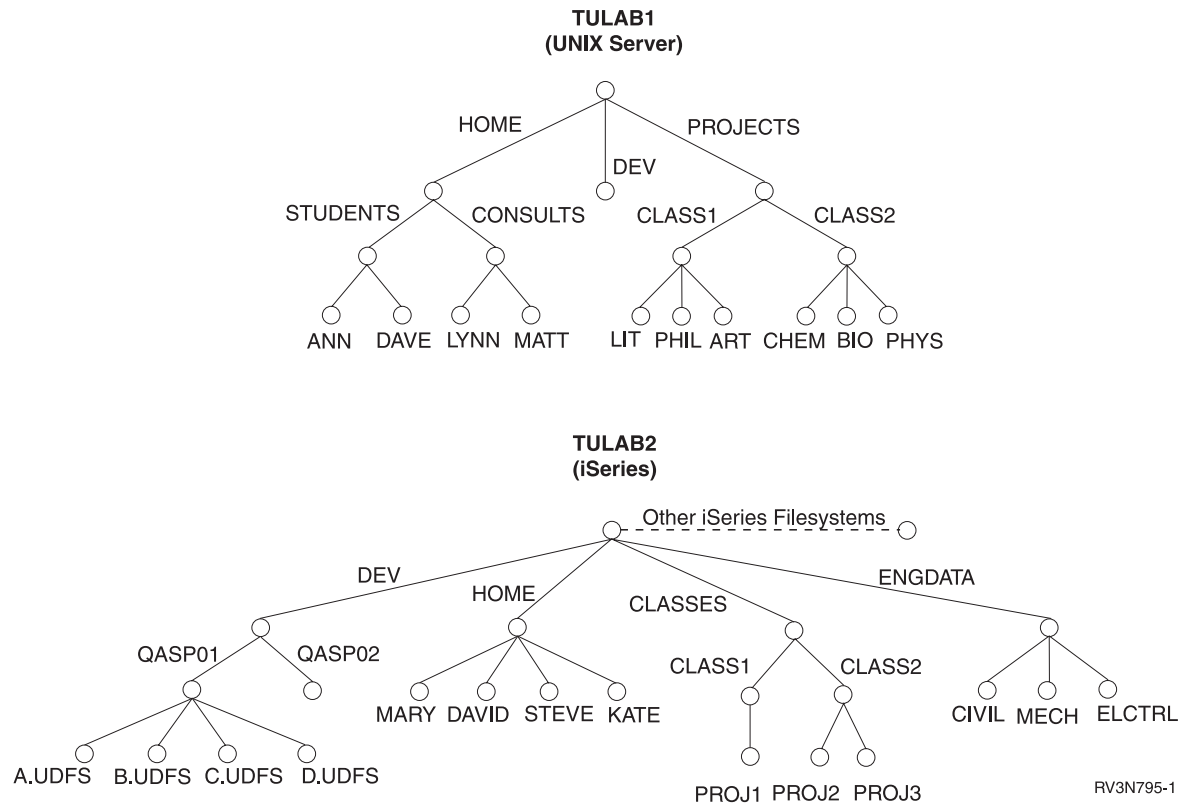 TULAB1
(UNIX Server)
HOME
PROJECTS
DEV
STUDENTS
CONSULTS
CLASS1
CLASS2
ANN DAVE LYNN MATT LIT PHIL ART CHEM BIO PHYS
TULAB2
(iSeries)
Other iSeries Filesystems
DEV
HOME
CLASSES
ENGDATA
QASP01
QASP02
CLASS1
CLASS2
MARY DAVID STEVE KATE
CIVIL MECH ELCTRL
A.UDFS B.UDFS C.UDFS D.UDFS
PROJ1 PROJ2 PROJ3
RV3N795-1